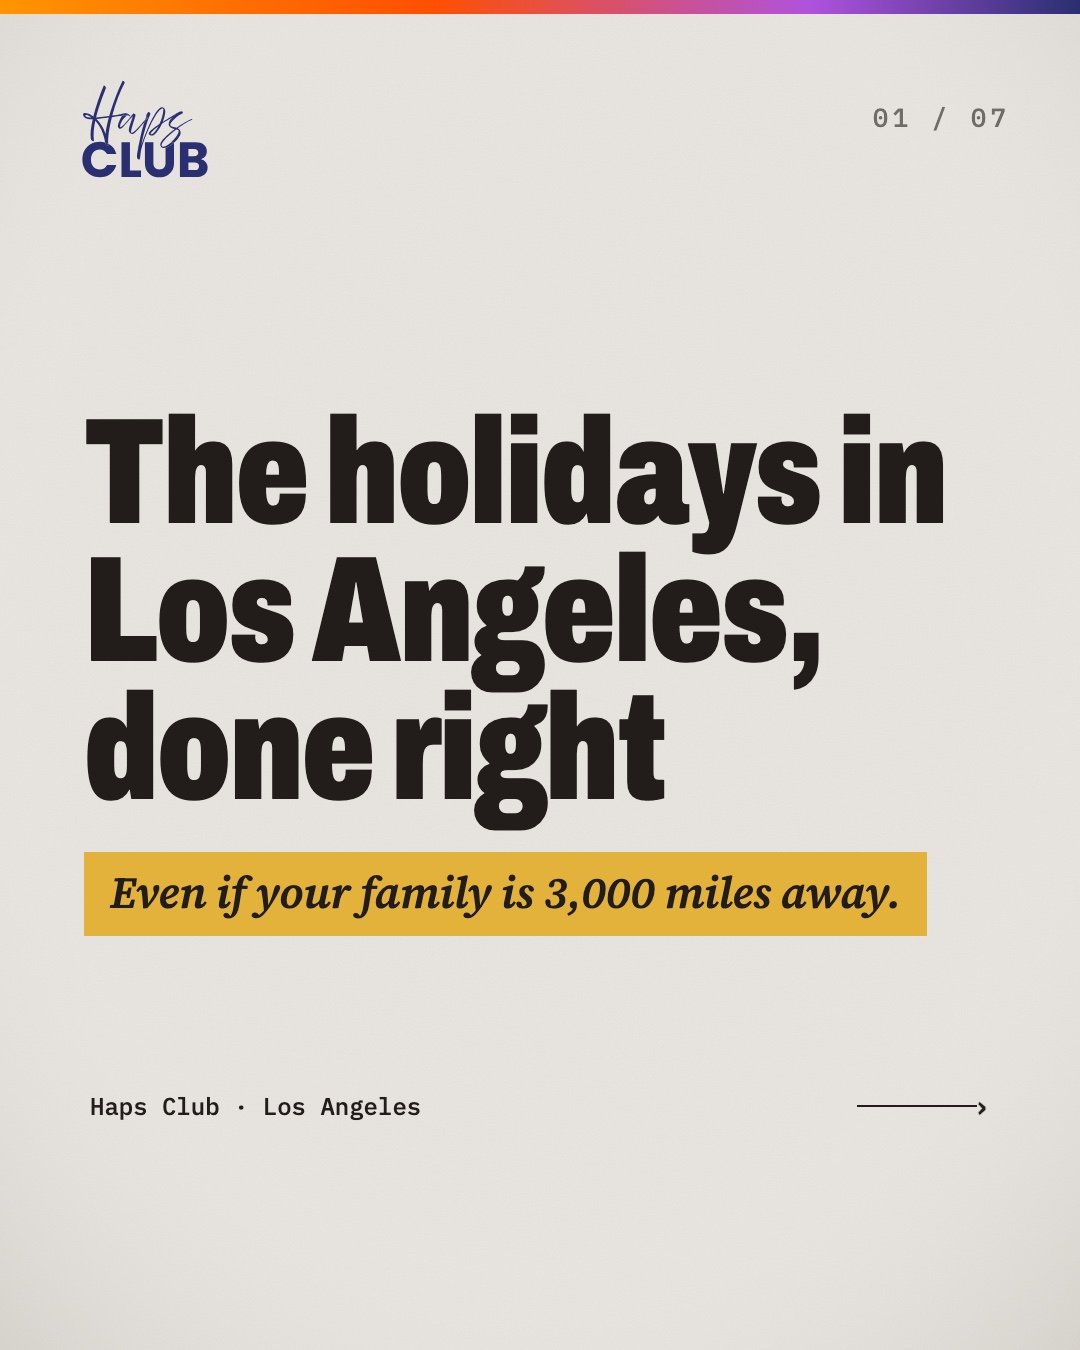 Haps
CLUB
01 / 07
The holidays in
Los Angeles,
done right
Even if your family is 3,000 miles away.
Haps Club · Los Angeles